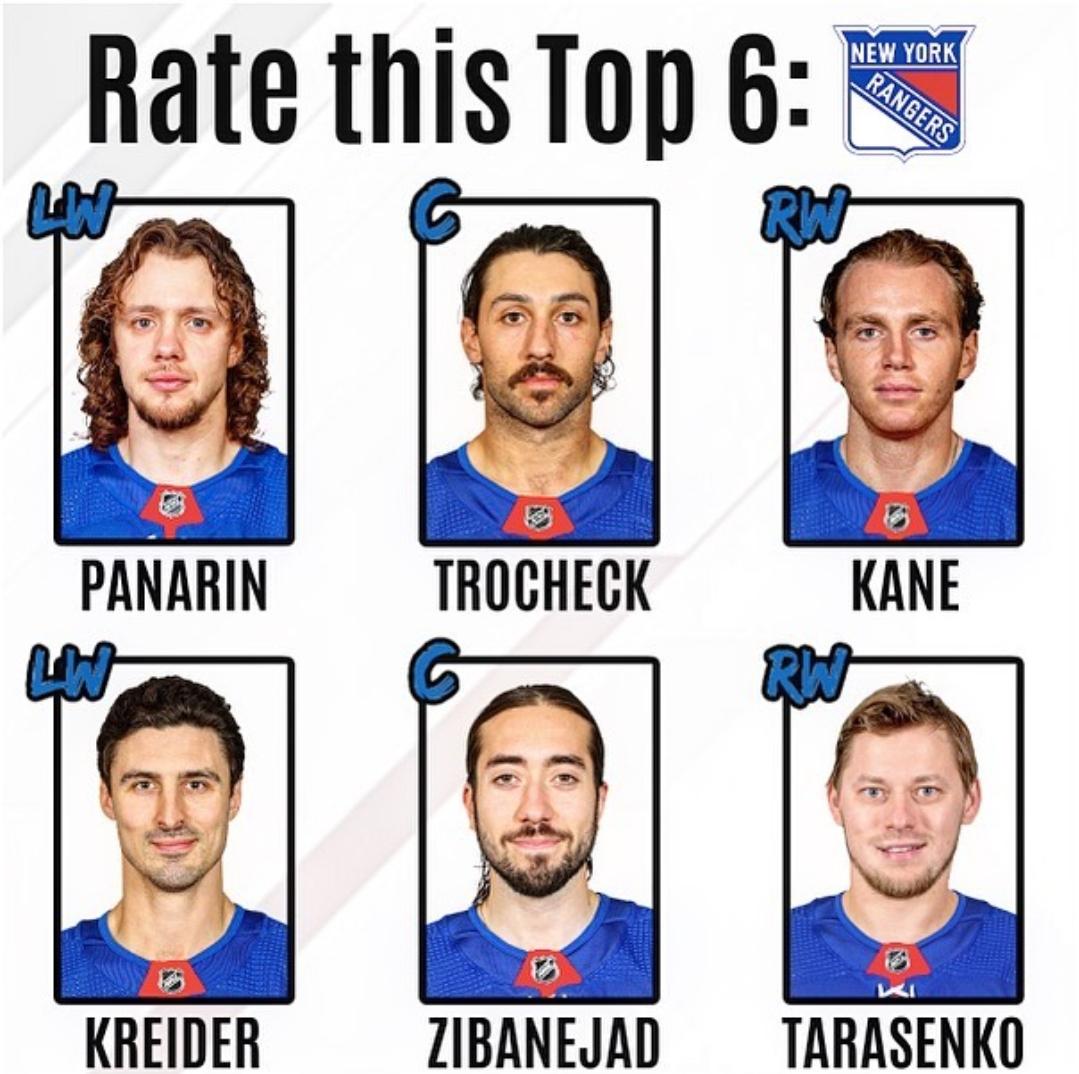 Rate this Top 6:
NEW YORK
RANGERS
LW
C
RW
PANARIN
TROCHECK
KANE
LW
C
RW
KREIDER
ZIBANEJAD
TARASENKO